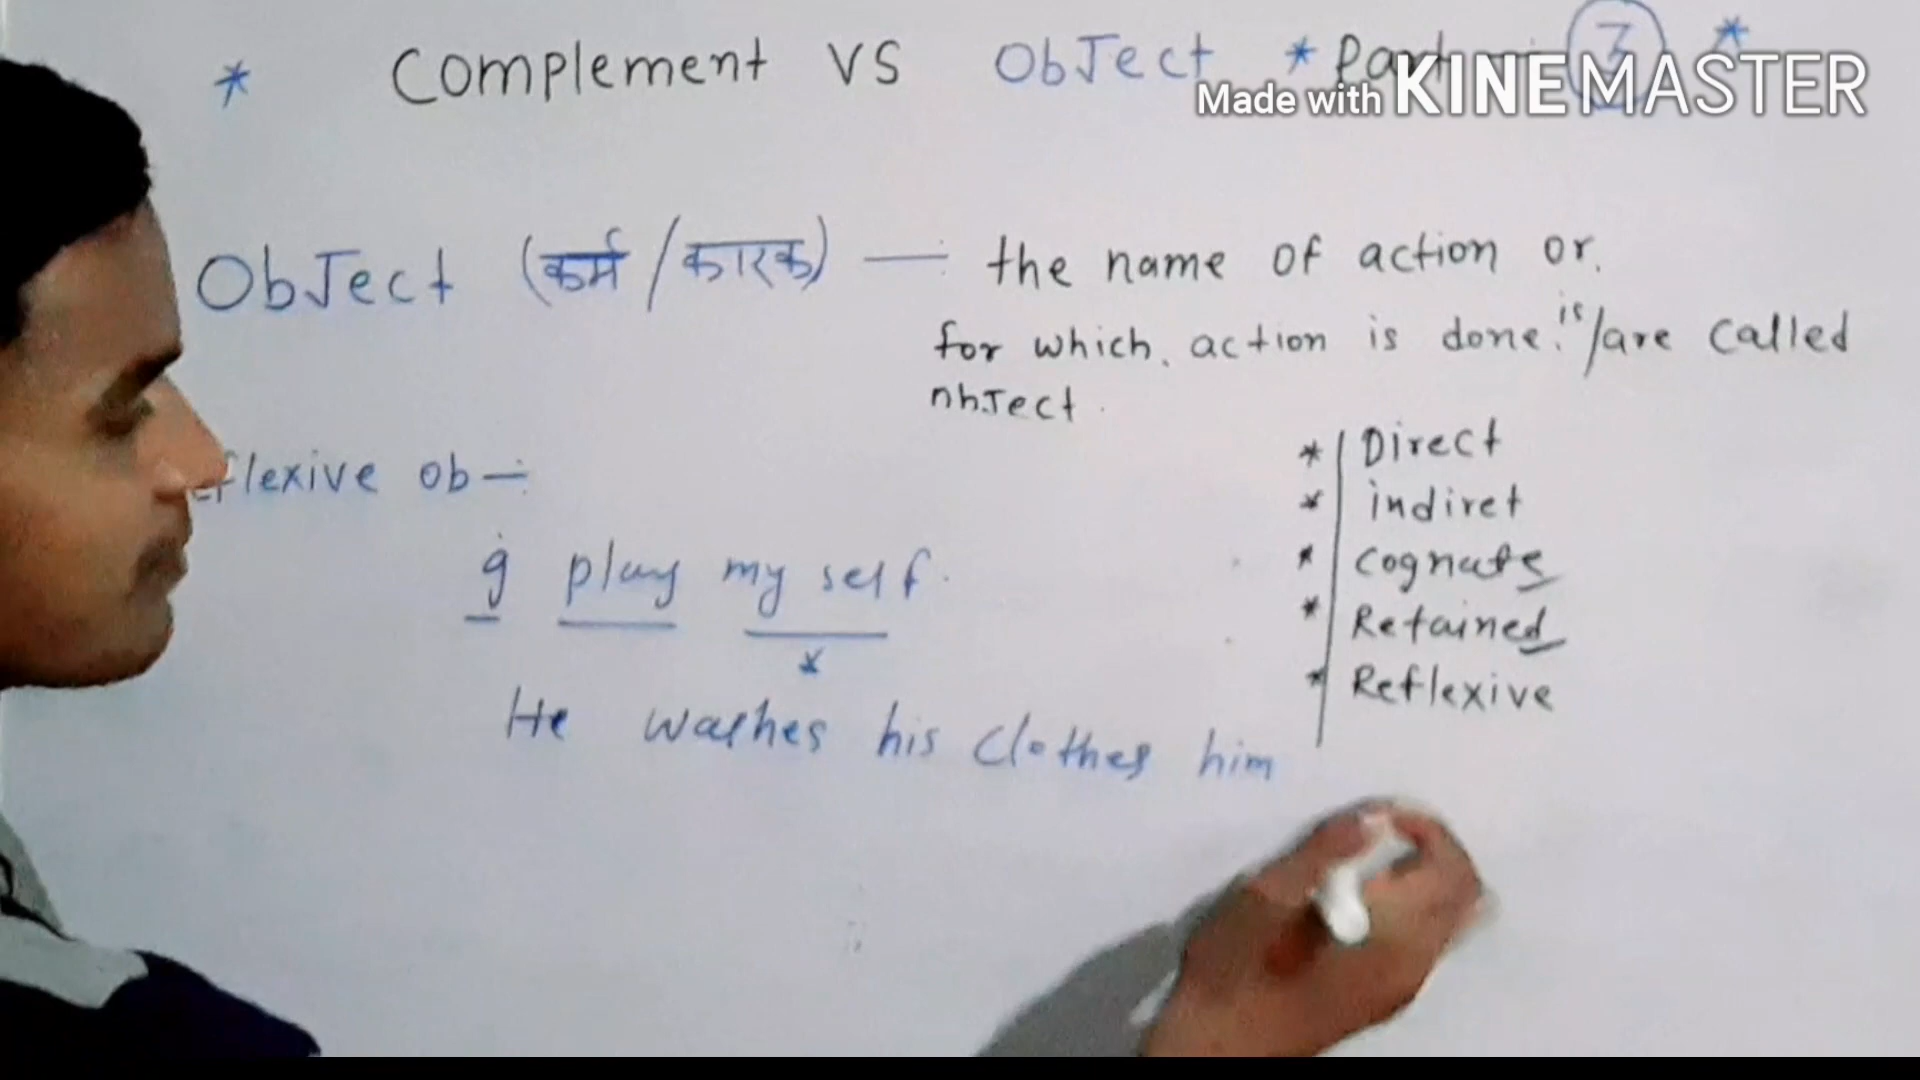 * Complement VS ObJect * Part :- 3 *
Made with KINEMASTER
ObJect (कर्म / कारक) — : the name of action or.
for which. action is done. is/are called
obJect.
* Direct
* indiret
* Cognate
* Retained
* Reflexive
flexive ob —:
I play my self.
*
He washes his clothes him